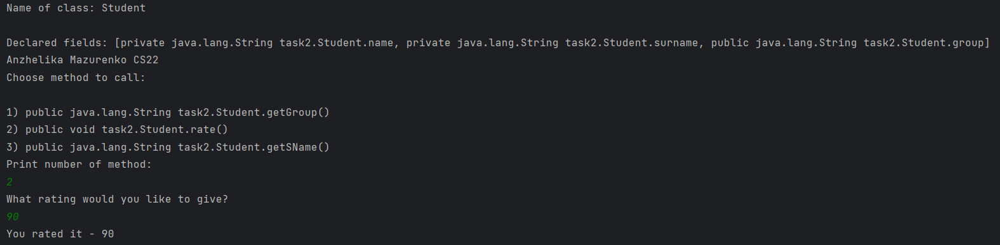 Name of class: Student
Declared fields: [private java.lang.String task2.Student.name, private java.lang.String task2.Student.surname, public java.lang.String task2.Student.group]
Anzhelika Mazurenko CS22
Choose method to call:
1) public java.lang.String task2.Student.getGroup()
2) public void task2.Student.rate()
3) public java.lang.String task2.Student.getSName()
Print number of method:
2
What rating would you like to give?
90
You rated it - 90